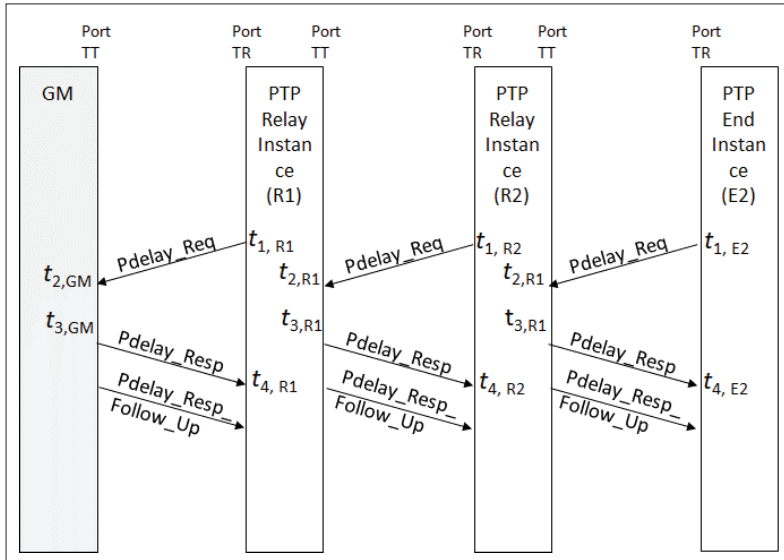 Port Port Port Port Port Port
TT TR TT TR TT TR
GM PTP PTP PTP
Relay Relay End
Instan Instan Instan
ce ce ce
(R1) (R2) (E2)
Pdelay_Req t1, R1 Pdelay_Req t1, R2 Pdelay_Req t1, E2
t2,GM t2,R1 t2,R1
t3,GM t3,R1 t3,R1
Pdelay_Resp t4, R1 Pdelay_Resp t4, R2 Pdelay_Resp t4, E2
Pdelay_Resp_ Pdelay_Resp_ Pdelay_Resp_
Follow_Up Follow_Up Follow_Up